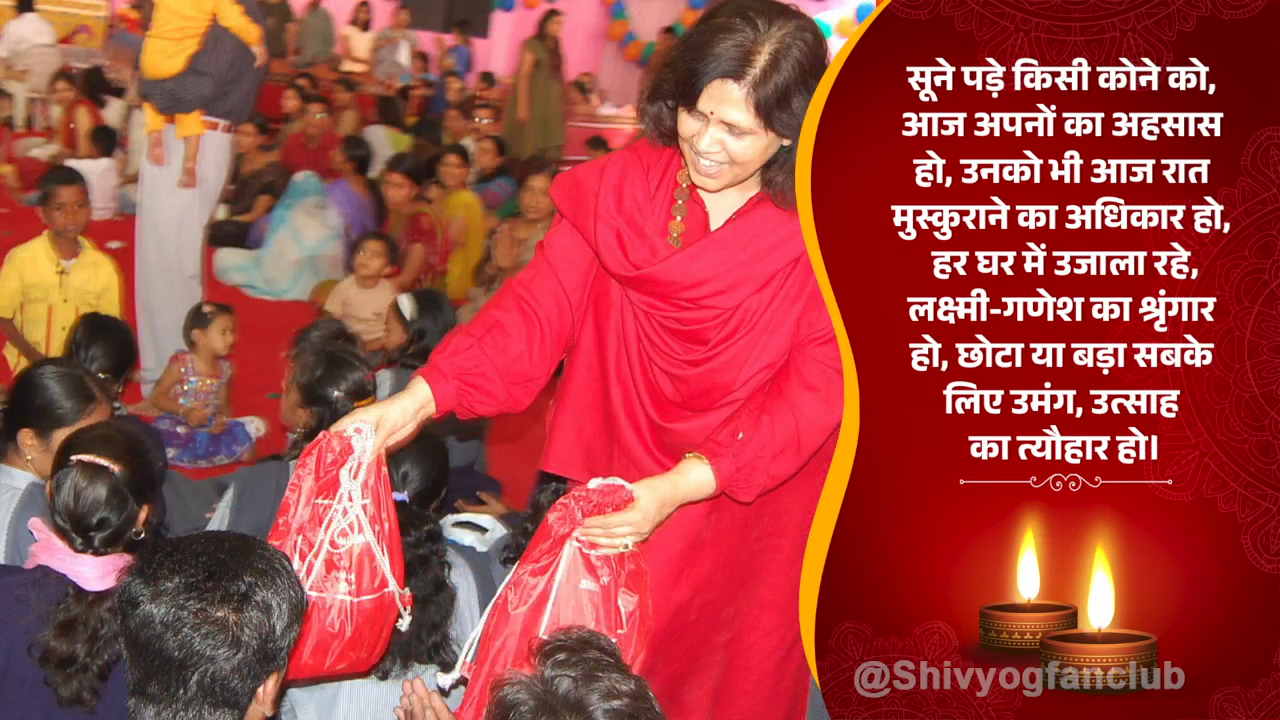 सूने पड़े किसी कोने को,
आज अपनों का अहसास
हो, उनको भी आज रात
मुस्कुराने का अधिकार हो,
हर घर में उजाला रहे,
लक्ष्मी-गणेश का श्रृंगार
हो, छोटा या बड़ा सबके
लिए उमंग, उत्साह
का त्यौहार हो।
@Shivyogfanclub